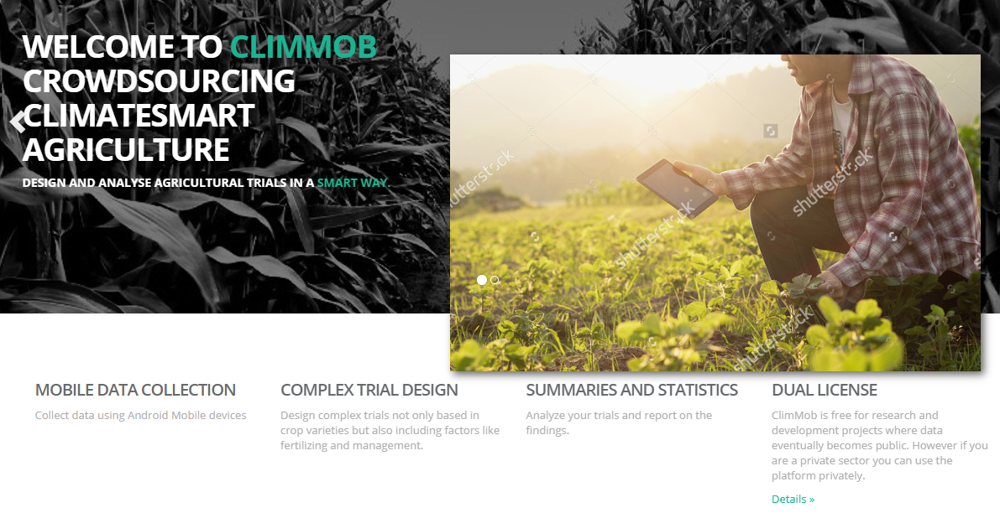 WELCOME TO CLIMMOB
CROWDSOURCING
CLIMATESMART
AGRICULTURE
DESIGN AND ANALYSE AGRICULTURAL TRIALS IN A SMART WAY.
shutterstock
shutterstock
shutterstock
shutterstock
MOBILE DATA COLLECTION
Collect data using Android Mobile devices
COMPLEX TRIAL DESIGN
Design complex trials not only based in
crop varieties but also including factors like
fertilizing and management.
SUMMARIES AND STATISTICS
Analyze your trials and report on the
findings.
DUAL LICENSE
ClimMob is free for research and
development projects where data
eventually becomes public. However if you
are a private sector you can use the
platform privately.
Details »